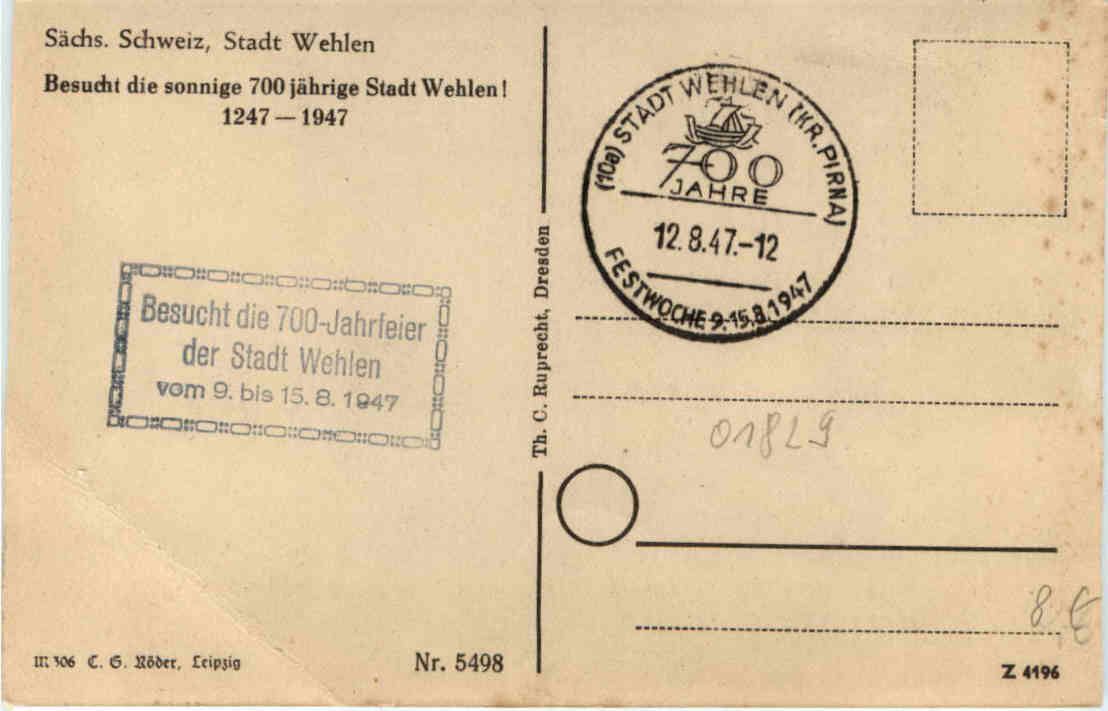 Sächs. Schweiz, Stadt Wehlen
Besucht die sonnige 700 jährige Stadt Wehlen!
1247 — 1947
Besucht die 700-Jahrfeier
der Stadt Wehlen
vom 9. bis 15. 8. 1947
III 306 C. G. Röder, Leipzig
Nr. 5498
Th. C. Ruprecht, Dresden
(10a) STADT WEHLEN (KR. PIRNA)
700
JAHRE
12.8.47.-12
FESTWOCHE 9.-15.8.1947
01829
8 €
Z 4196